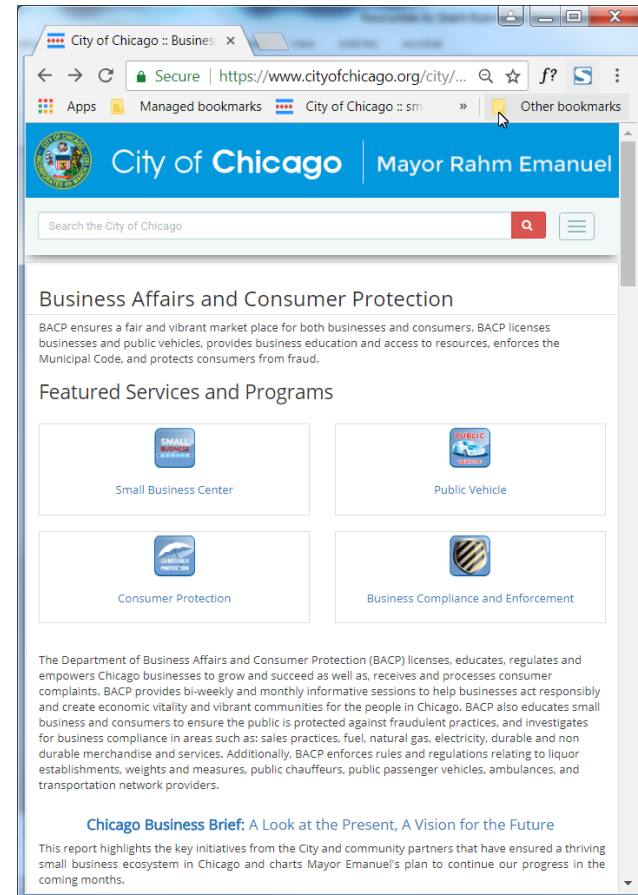 City of Chicago :: Busines
Secure | https://www.cityofchicago.org/city/...
f?
S
Apps Managed bookmarks City of Chicago :: sm » Other bookmarks
City of Chicago | Mayor Rahm Emanuel
Search the City of Chicago
Business Affairs and Consumer Protection
BACP ensures a fair and vibrant market place for both businesses and consumers. BACP licenses
businesses and public vehicles, provides business education and access to resources, enforces the
Municipal Code, and protects consumers from fraud.
Featured Services and Programs
SMALL
BUSINESS
CENTER
Small Business Center
PUBLIC
VEHICLE
Public Vehicle
CONSUMER
PROTECTION
Consumer Protection
Business Compliance and Enforcement
The Department of Business Affairs and Consumer Protection (BACP) licenses, educates, regulates and
empowers Chicago businesses to grow and succeed as well as, receives and processes consumer
complaints. BACP provides bi-weekly and monthly informative sessions to help businesses act responsibly
and create economic vitality and vibrant communities for the people in Chicago. BACP also educates small
business and consumers to ensure the public is protected against fraudulent practices, and investigates
for business compliance in areas such as: sales practices, fuel, natural gas, electricity, durable and non
durable merchandise and services. Additionally, BACP enforces rules and regulations relating to liquor
establishments, weights and measures, public chauffeurs, public passenger vehicles, ambulances, and
transportation network providers.
Chicago Business Brief: A Look at the Present, A Vision for the Future
This report highlights the key initiatives from the City and community partners that have ensured a thriving
small business ecosystem in Chicago and charts Mayor Emanuel's plan to continue our progress in the
coming months.